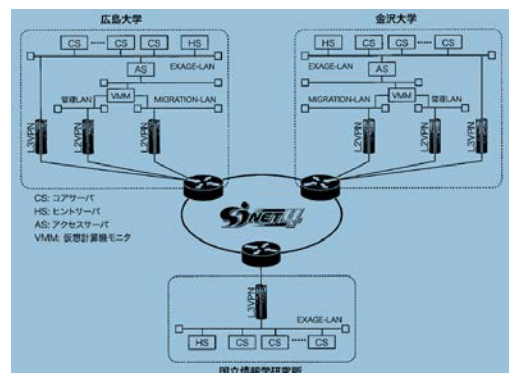 広島大学
金沢大学
CS ...... CS CS HS
HS CS ...... CS CS
EXAGE-LAN
EXAGE-LAN
AS
AS
管理LAN
VMM
MIGRATION-LAN
MIGRATION-LAN
VMM
管理LAN
L3VPN
L2VPN
L2VPN
L2VPN
L2VPN
L3VPN
CS: コアサーバ
HS: ヒントサーバ
AS: アクセスサーバ
VMM: 仮想計算機モニタ
SINET4
L3VPN
EXAGE-LAN
HS CS CS ...... CS
国立情報学研究所